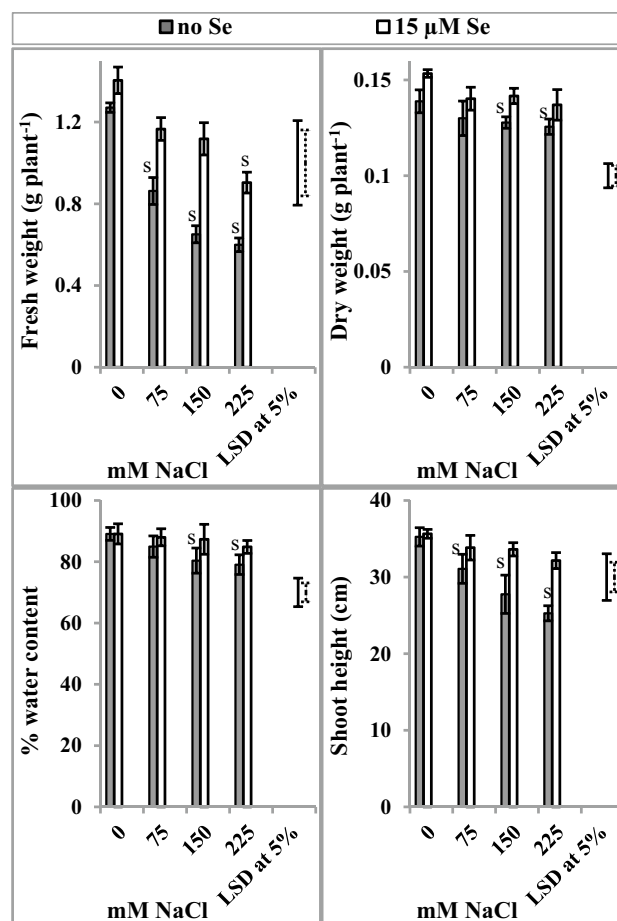 no Se 15 µM Se
Fresh weight (g plant⁻¹)
1.2
0.8
0.4
0
s
s
s
0 75 150 225 LSD at 5%
mM NaCl
Dry weight (g plant⁻¹)
0.15
0.1
0.05
0
s
s
0 75 150 225 LSD at 5%
mM NaCl
% water content
100
80
60
40
20
0
s
s
0 75 150 225 LSD at 5%
mM NaCl
Shoot height (cm)
40
30
20
10
0
s
s
s
0 75 150 225 LSD at 5%
mM NaCl